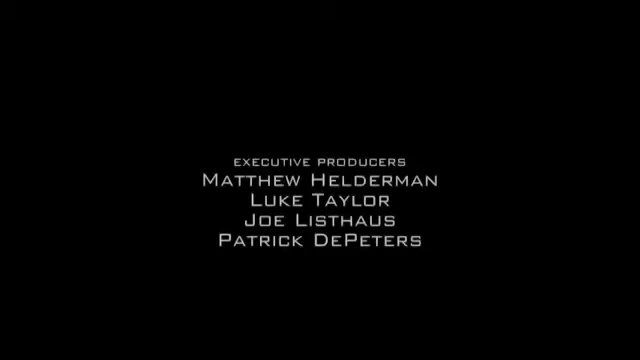 EXECUTIVE PRODUCERS
MATTHEW HELDERMAN
LUKE TAYLOR
JOE LISTHAUS
PATRICK DEPETERS